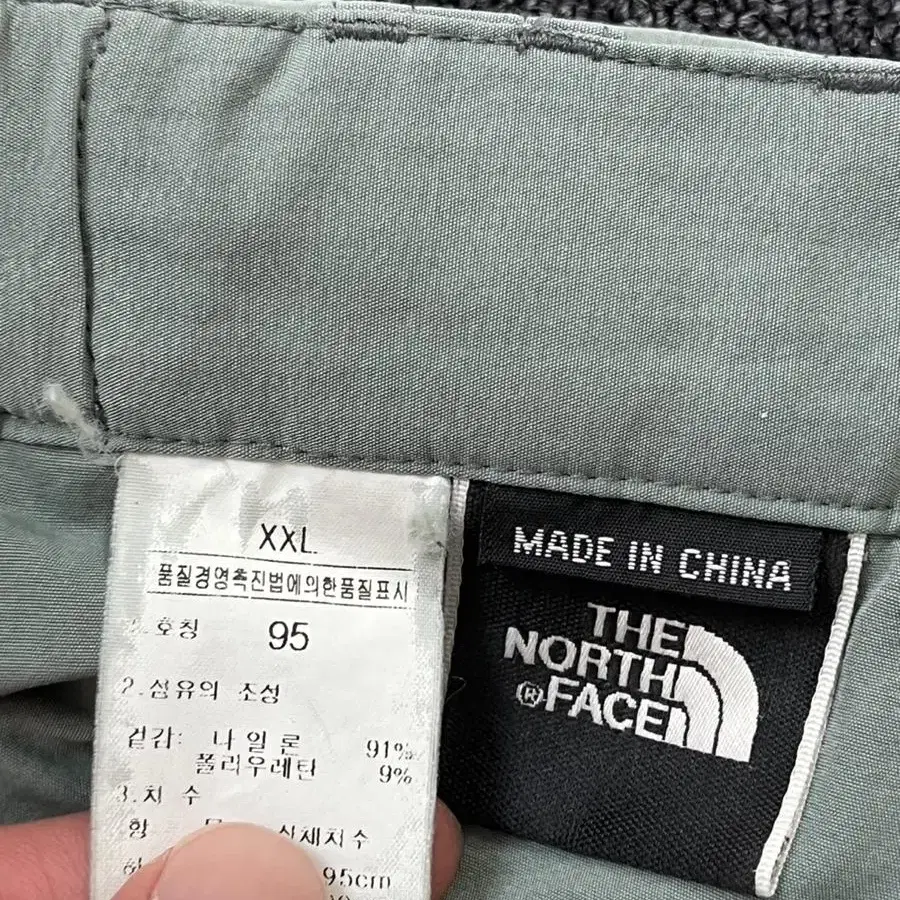 XXL
품질경영촉진법에의한품질표시
1.호칭 95
2.섬유의 조성
겉감: 나 일 론 91%
폴리우레탄 9%
3.치 수
항 실체치수
95cm
MADE IN CHINA
THE
NORTH
® FACE